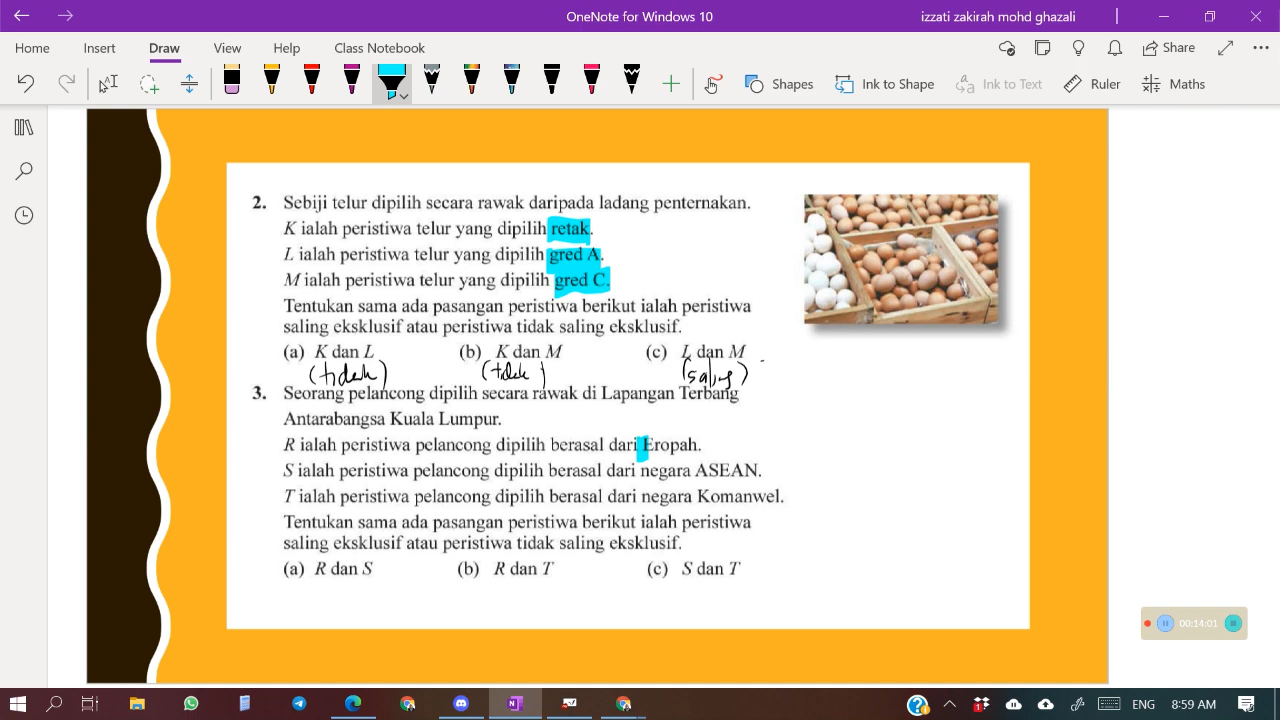 OneNote for Windows 10
izzati zakirah mohd ghazali
Home Insert Draw View Help Class Notebook Share
Shapes Ink to Shape Ink to Text Ruler Maths
2. Sebiji telur dipilih secara rawak daripada ladang penternakan.
K ialah peristiwa telur yang dipilih retak.
L ialah peristiwa telur yang dipilih gred A.
M ialah peristiwa telur yang dipilih gred C.
Tentukan sama ada pasangan peristiwa berikut ialah peristiwa
saling eksklusif atau peristiwa tidak saling eksklusif.
(a) K dan L (b) K dan M (c) L dan M
(tidak) (tidak) (saling)
3. Seorang pelancong dipilih secara rawak di Lapangan Terbang
Antarabangsa Kuala Lumpur.
R ialah peristiwa pelancong dipilih berasal dari Eropah.
S ialah peristiwa pelancong dipilih berasal dari negara ASEAN.
T ialah peristiwa pelancong dipilih berasal dari negara Komanwel.
Tentukan sama ada pasangan peristiwa berikut ialah peristiwa
saling eksklusif atau peristiwa tidak saling eksklusif.
(a) R dan S (b) R dan T (c) S dan T
00:14:01
ENG 8:59 AM